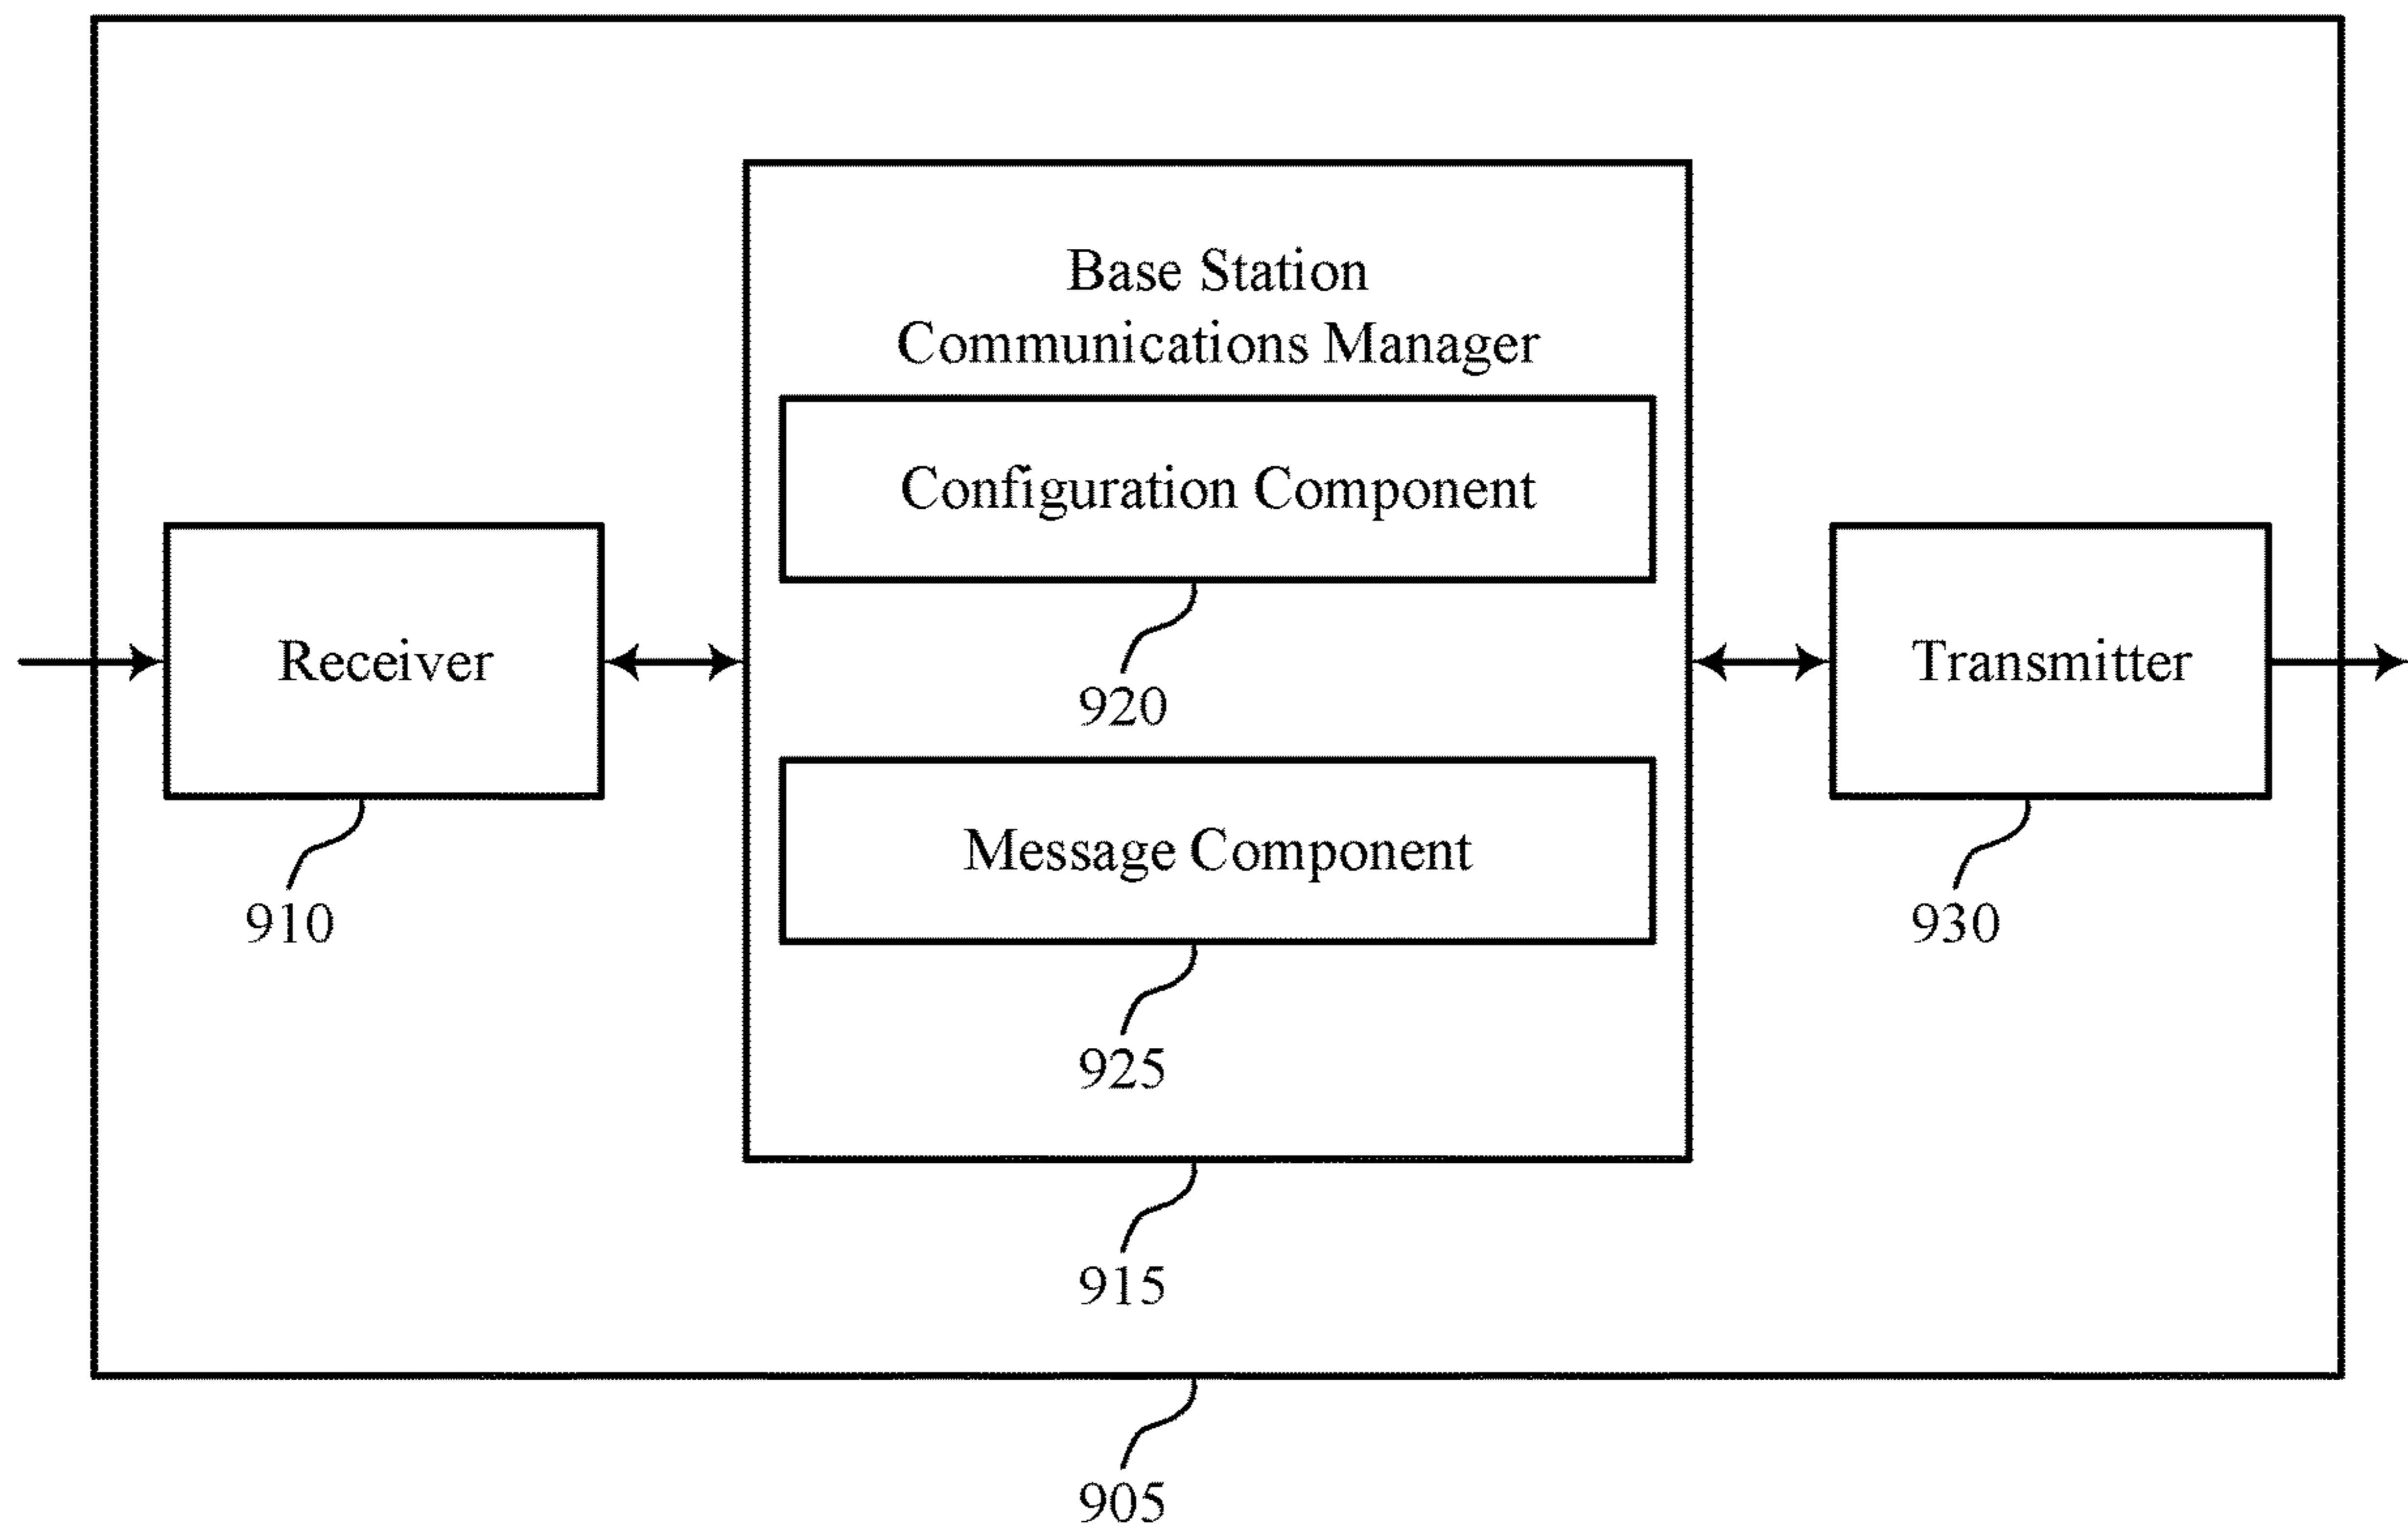 Base Station
Communications Manager
Configuration Component
Receiver
Transmitter
920
Message Component
910
930
925
915
905